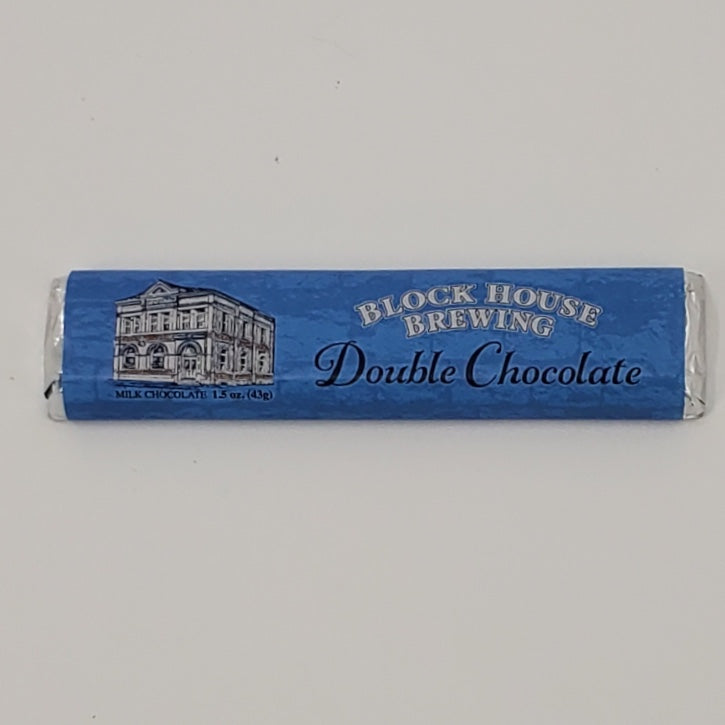 BLOCK HOUSE
BREWING
Double Chocolate
MILK CHOCOLATE 1.5 oz. (43g)